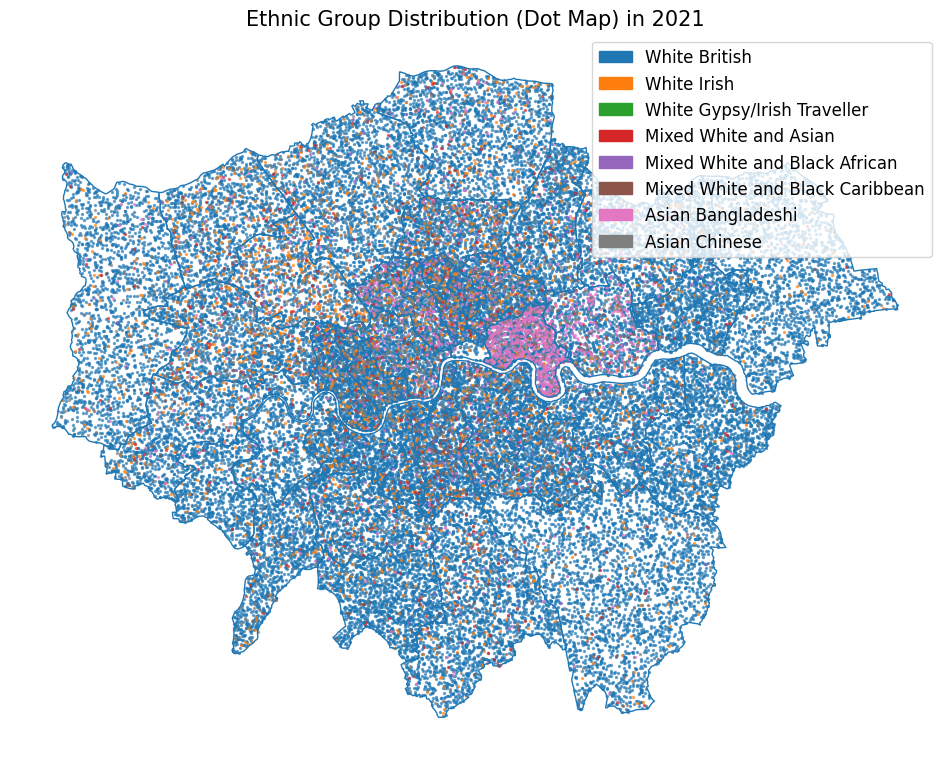 Ethnic Group Distribution (Dot Map) in 2021
White British
White Irish
White Gypsy/Irish Traveller
Mixed White and Asian
Mixed White and Black African
Mixed White and Black Caribbean
Asian Bangladeshi
Asian Chinese